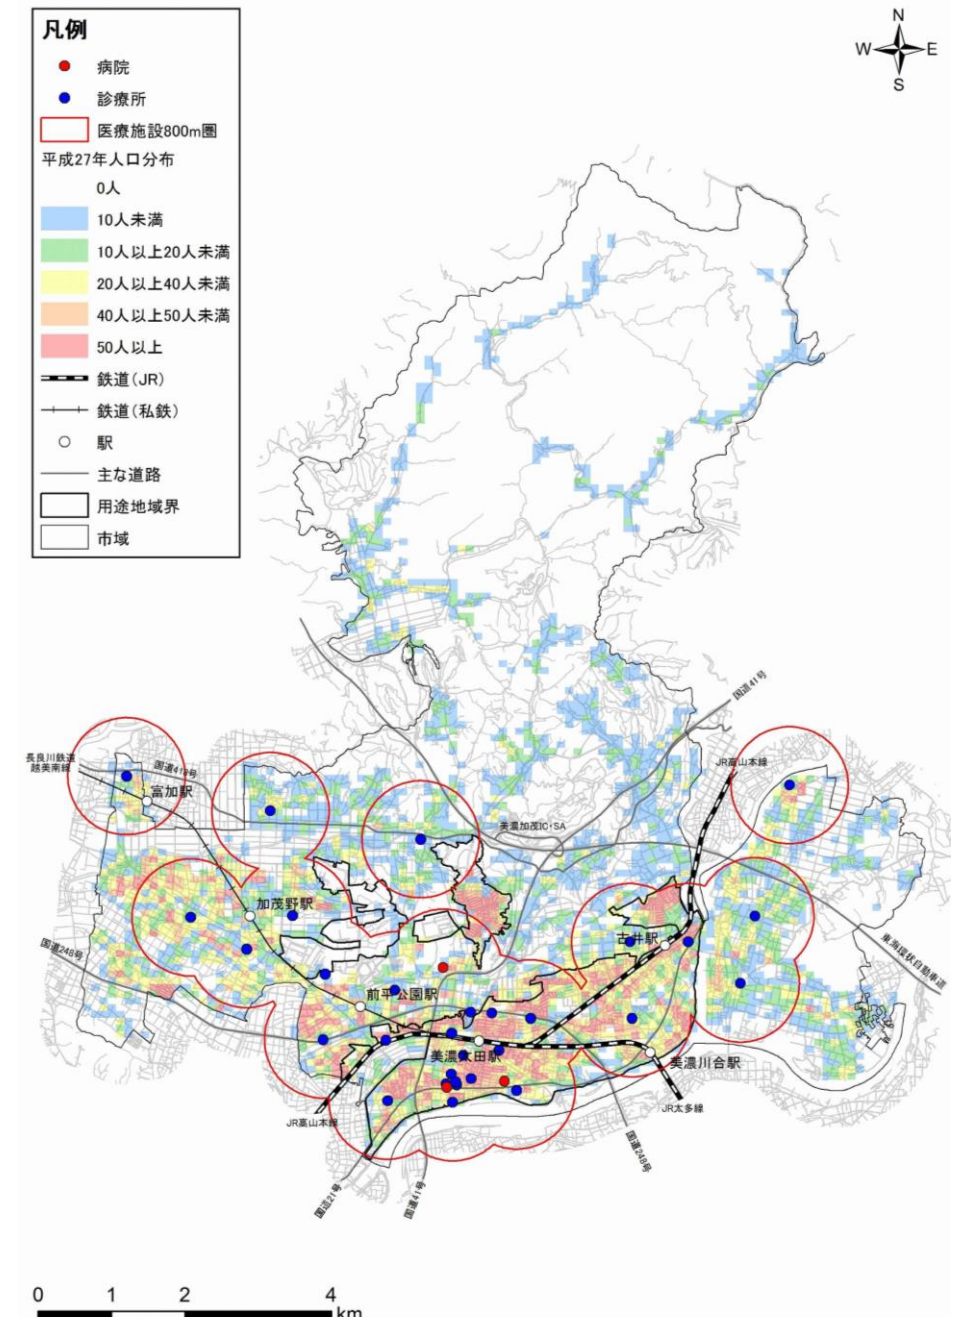 凡例
病院
診療所
医療施設800m圏
平成27年人口分布
0人
10人未満
10人以上20人未満
20人以上40人未満
40人以上50人未満
50人以上
鉄道(JR)
鉄道(私鉄)
駅
主な道路
用途地域界
市域
N
W E
S
国道41号
長良川鉄道
越美南線
国道418号
富加駅
JR高山本線
美濃加茂IC・SA
加茂野駅
古井駅
国道248号
東海環状自動車道
前平公園駅
美濃太田駅
美濃川合駅
JR高山本線
JR太多線
国道248号
国道21号
国道41号
0 1 2 4
km